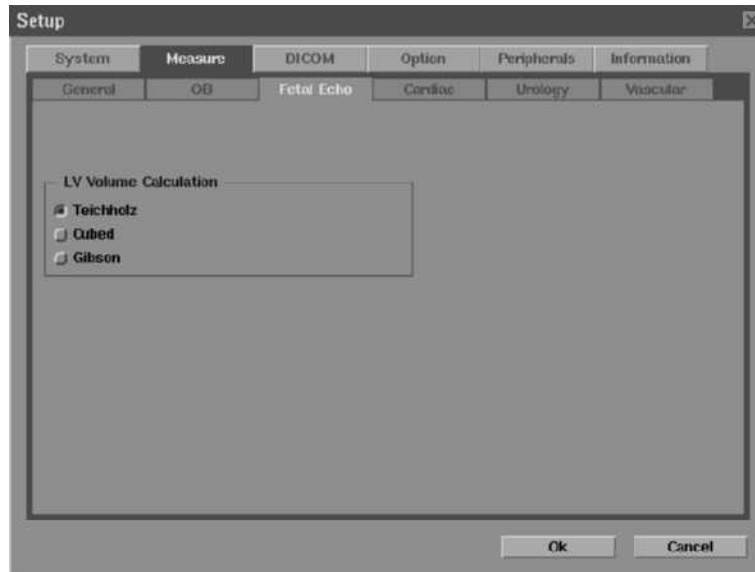 Setup
System Measure DICOM Option Peripherals Information
General OB Fetal Echo Cardiac Urology Vascular
LV Volume Calculation
Teichholz
Cubed
Gibson
Ok Cancel